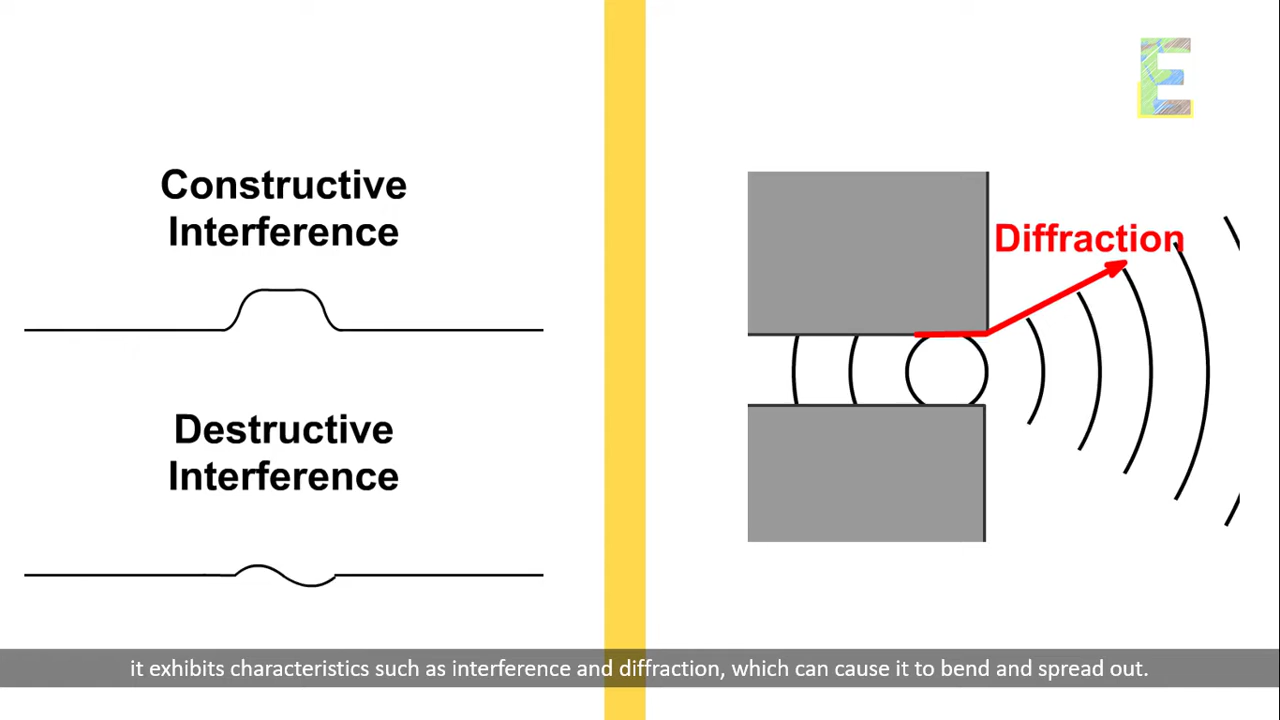 E
Constructive
Interference
Diffraction
Destructive
Interference
it exhibits characteristics such as interference and diffraction, which can cause it to bend and spread out.